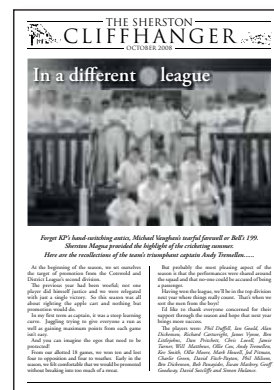 THE SHERSTON
CLIFFHANGER
OCTOBER 2008
In a different league
Forget KP's hand-switching antics, Michael Vaughan's tearful farewell or Bell's 199.
Sherston Magna provided the highlight of the cricketing summer.
Here are the recollections of the team's triumphant captain Andy Tremellen.....
At the beginning of the season, we set ourselves
the target of promotion from the Cotswold and
District League's second division.
The previous year had been woeful; not one
player did himself justice and we were relegated
with just a single victory. So this season was all
about righting the apple cart and nothing but
promotion would do.
In my first term as captain, it was a steep learning
curve. Juggling trying to give everyone a run as
well as gaining maximum points from each game
isn't easy.
And you can imagine the egos that need to be
protected!
From our allotted 18 games, we won ten and lost
four to opposition and four to weather. Early in the
season, we felt comfortable that we would be promoted
without breaking into too much of a sweat.
But probably the most pleasing aspect of the
season is that the performances were shared around
the squad and that no-one could be accused of being
a passenger.
Having won the league, we'll be in the top division
next year where things really count. That's when we
sort the men from the boys!
I'd like to thank everyone concerned for their
support through the season and hope that next year
brings more success.
The players were: Phil Duffell, Ian Gould, Alan
Dickenson, Richard Cartwright, James Vynor, Ben
Littlejohn, Dan Pritchett, Chris Lovell, Jamie
Turner, Will Matthews, Ollie Cox, Andy Tremellen,
Kev Smith, Ollie Meers, Mark Hassell, Jed Pitman,
Charlie Green, David Fitch-Peyton, Phil Milson,
Ben Dickenson, Bob Penaguide, Euan Mashery, Geoff
Goodway, David Sutcliffe and Simon Hulance.